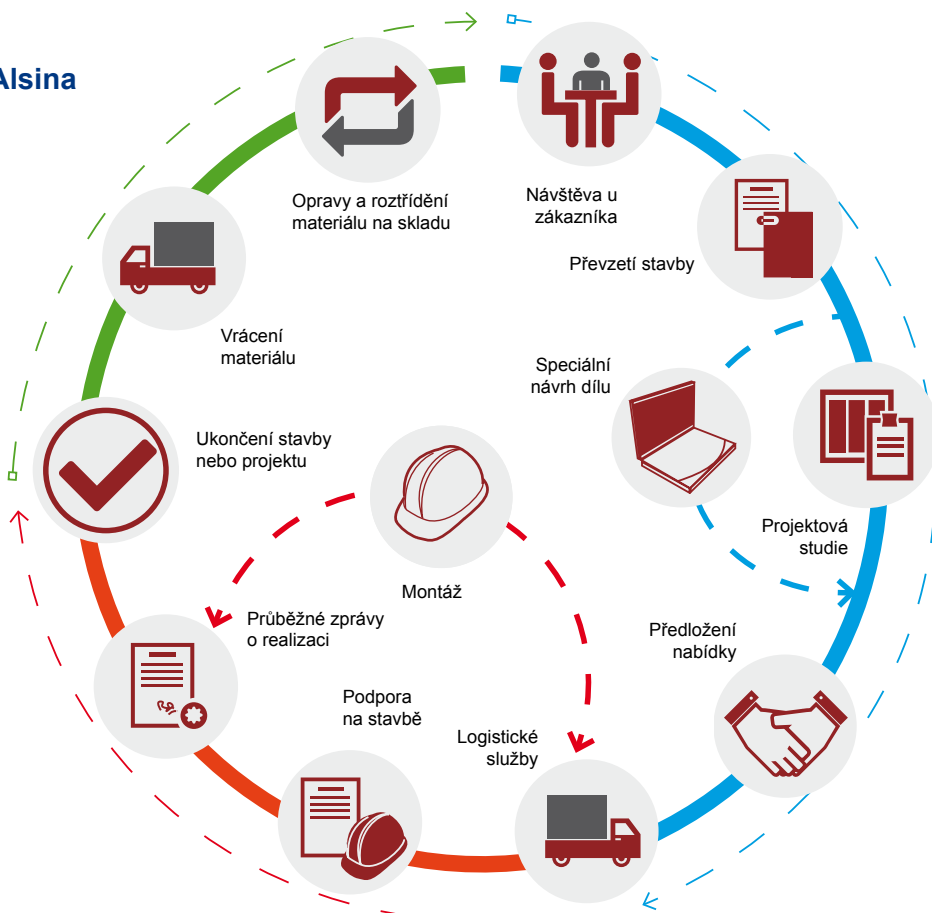 Alsina
Návštěva u
zákazníka
Převzetí stavby
Speciální
návrh dílu
Projektová
studie
Předložení
nabídky
Logistické
služby
Montáž
Podpora
na stavbě
Průběžné zprávy
o realizaci
Ukončení stavby
nebo projektu
Vrácení
materiálu
Opravy a roztřídění
materiálu na skladu